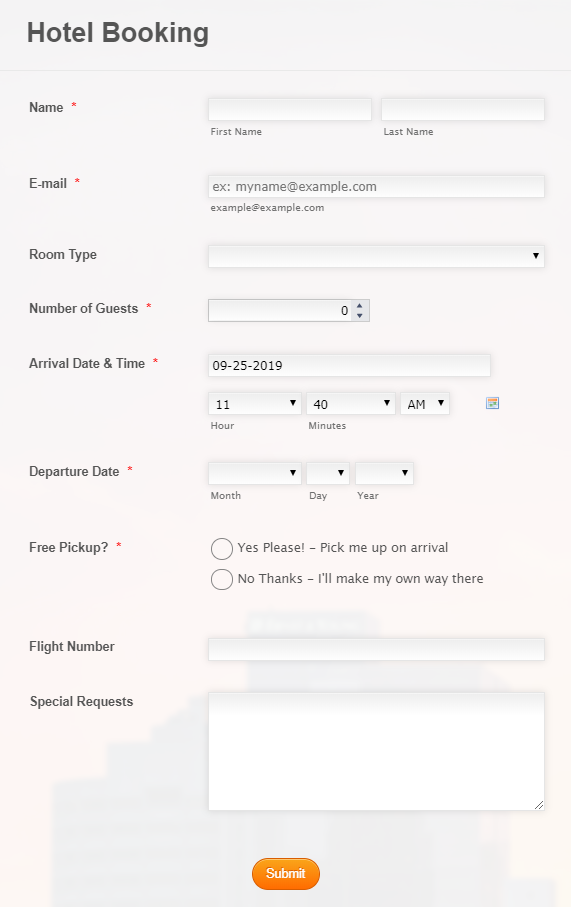 Hotel Booking
Name *
First Name Last Name
E-mail *
ex: myname@example.com
example@example.com
Room Type
Number of Guests * 0
Arrival Date & Time * 09-25-2019
11 40 AM
Hour Minutes
Departure Date *
Month Day Year
Free Pickup? * Yes Please! - Pick me up on arrival
No Thanks - I'll make my own way there
Flight Number
Special Requests
Submit